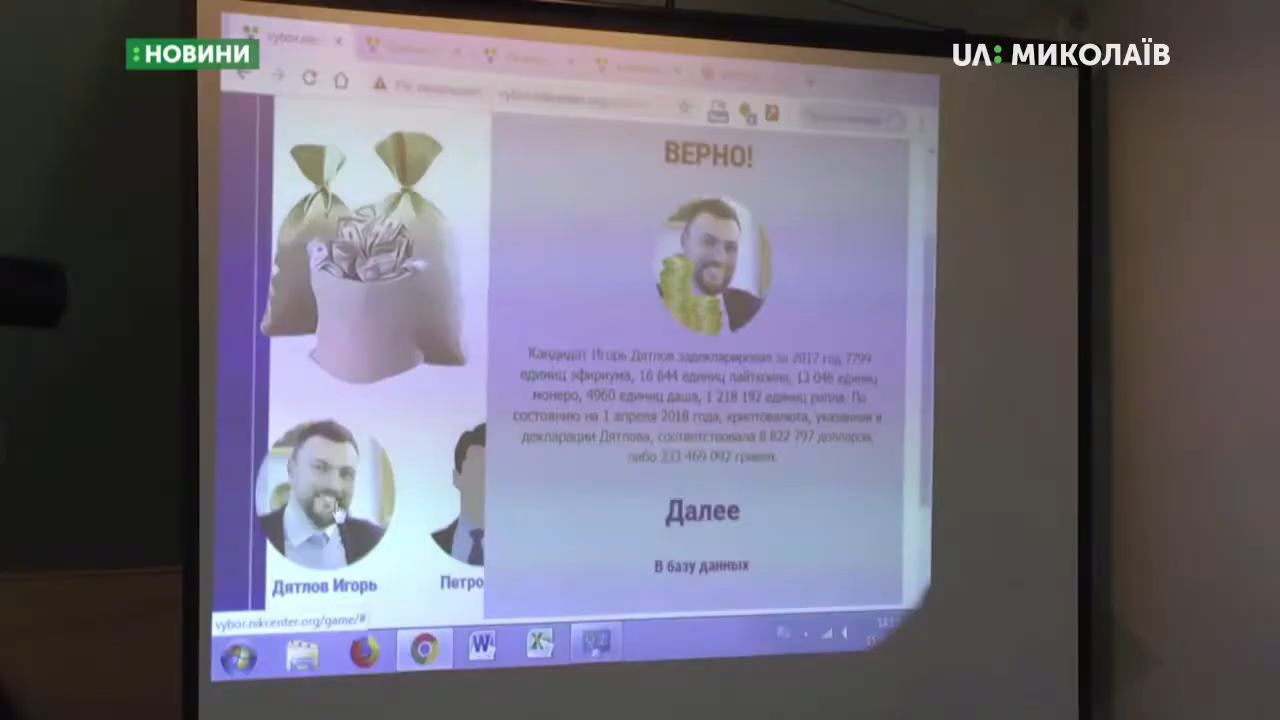 :НОВИНИ
UA: МИКОЛАЇВ
vybor.nik
ВЕРНО!
Кандидат Игорь Дятлов задекларировал за 2017 год 7799
единиц эфириума, 16 644 единиц лайткоина, 13 046 единиц
монеро, 4960 единиц даша, 1 218 192 единиц рипла. По
состоянию на 1 апреля 2018 года, криптовалюта, указанная в
декларации Дятлова, соответствовала 8 822 797 долларов,
либо 233 469 092 гривен.
Далее
В базу данных
Дятлов Игорь
Петро
vybor.nikcenter.org/game/#